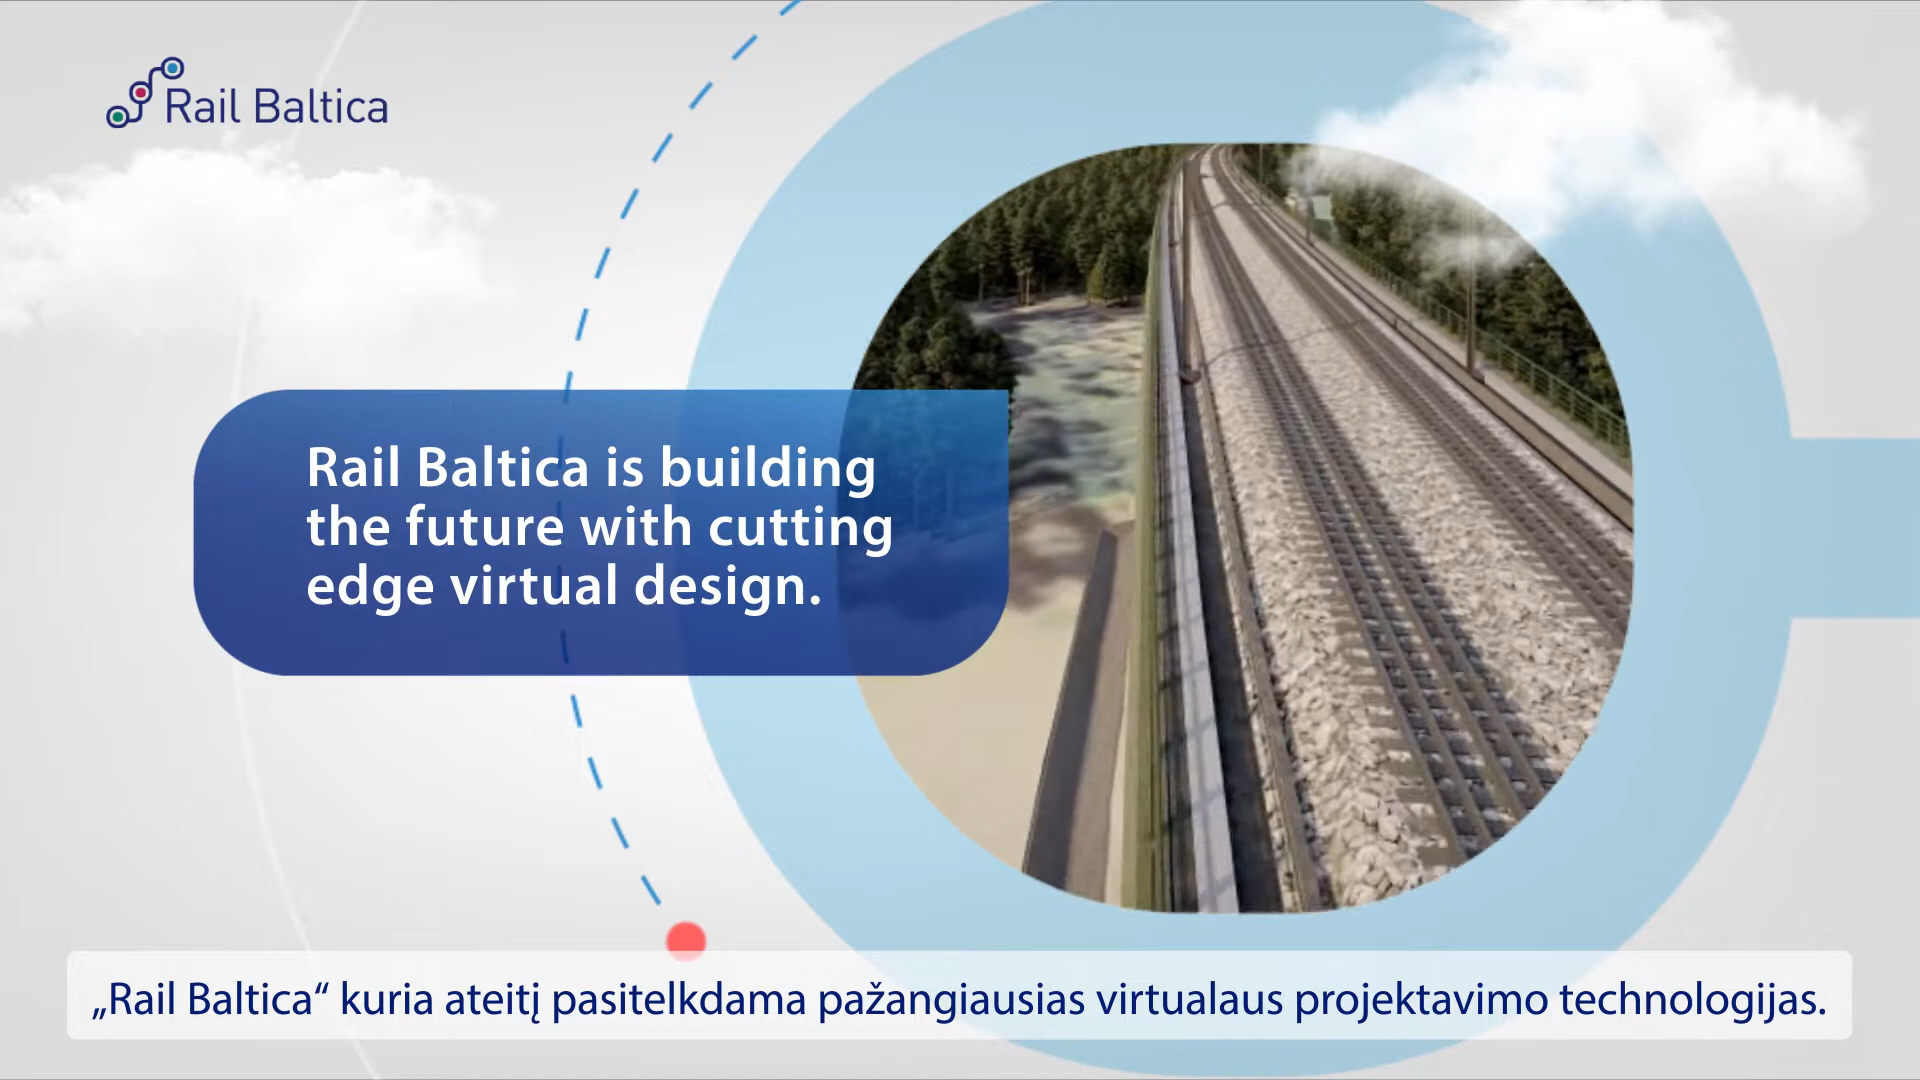 Rail Baltica
Rail Baltica is building
the future with cutting
edge virtual design.
„Rail Baltica“ kuria ateitį pasitelkdama pažangiausias virtualaus projektavimo technologijas.